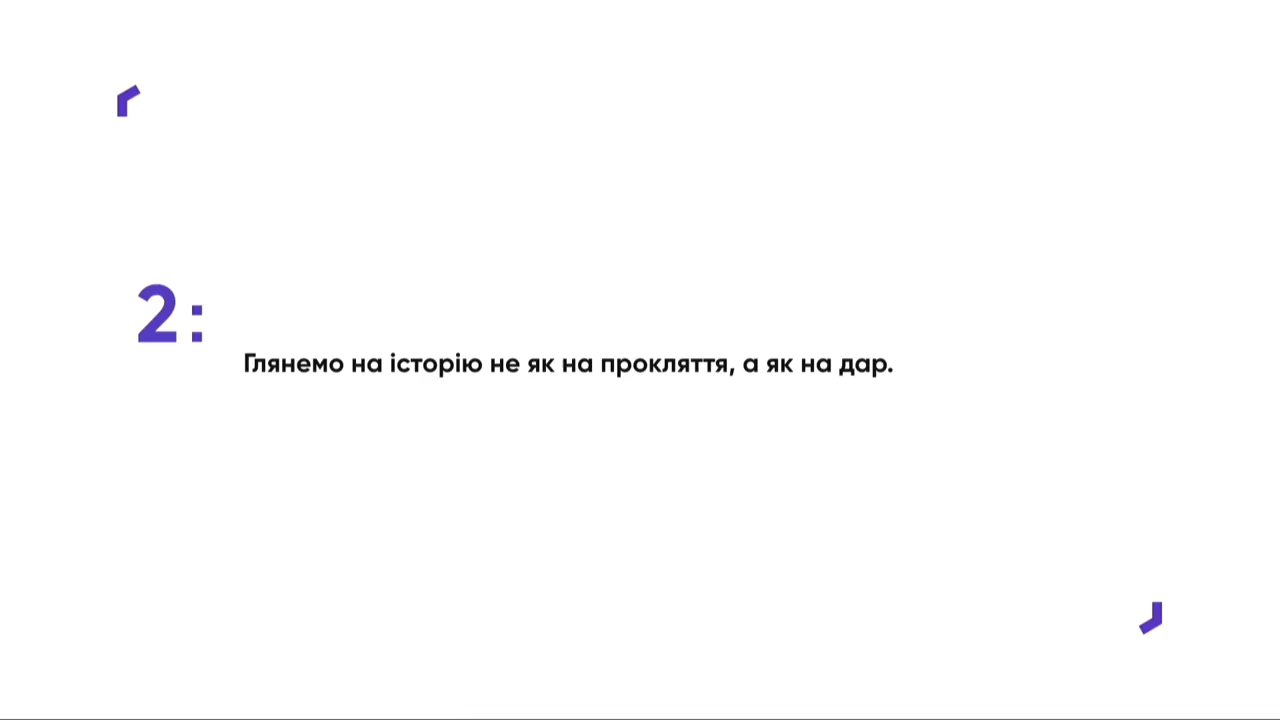 2:
Глянемо на історію не як на прокляття, а як на дар.